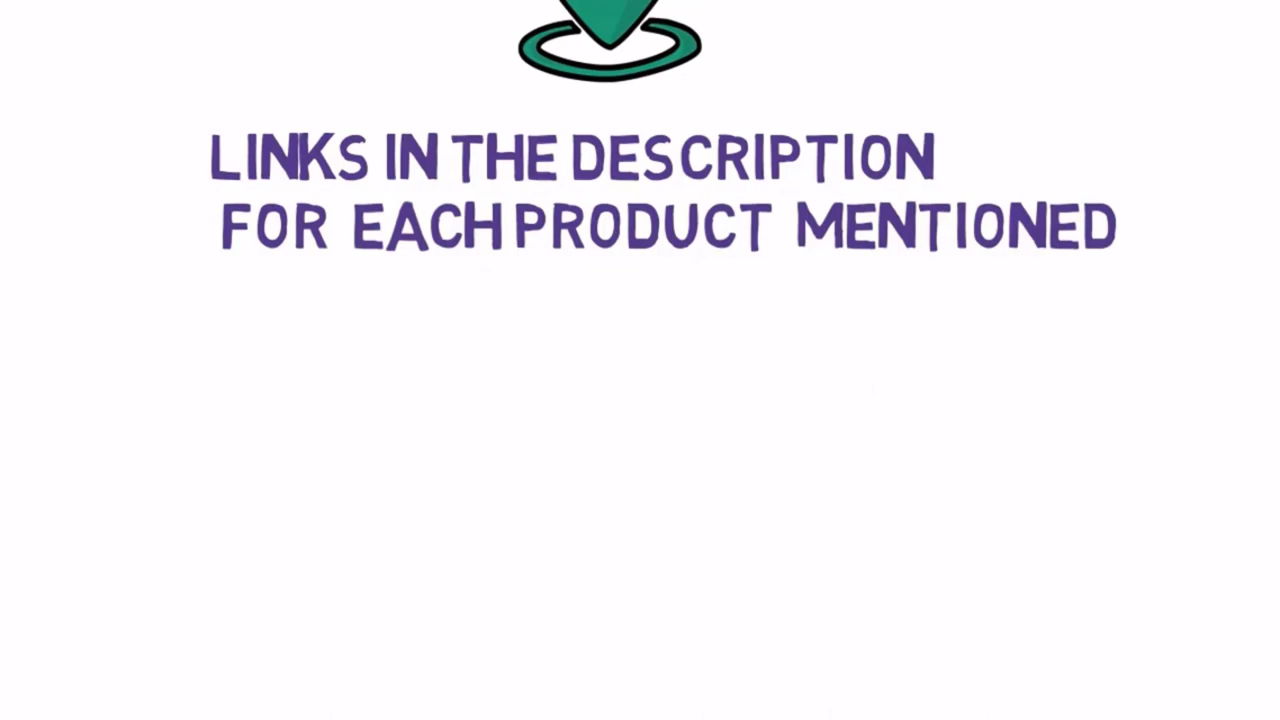 LINKS IN THE DESCRIPTION
FOR EACH PRODUCT MENTIONED